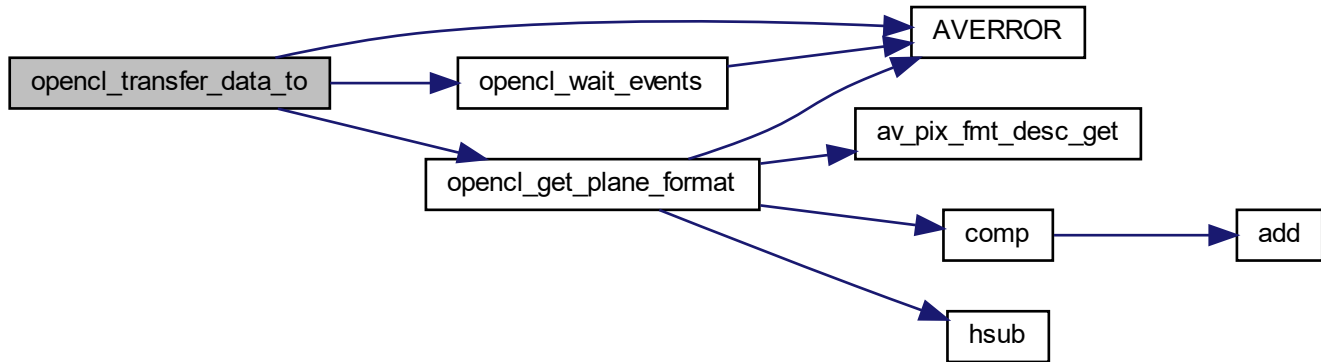 opencl_transfer_data_to
opencl_wait_events
opencl_get_plane_format
AVERROR
av_pix_fmt_desc_get
comp
add
hsub